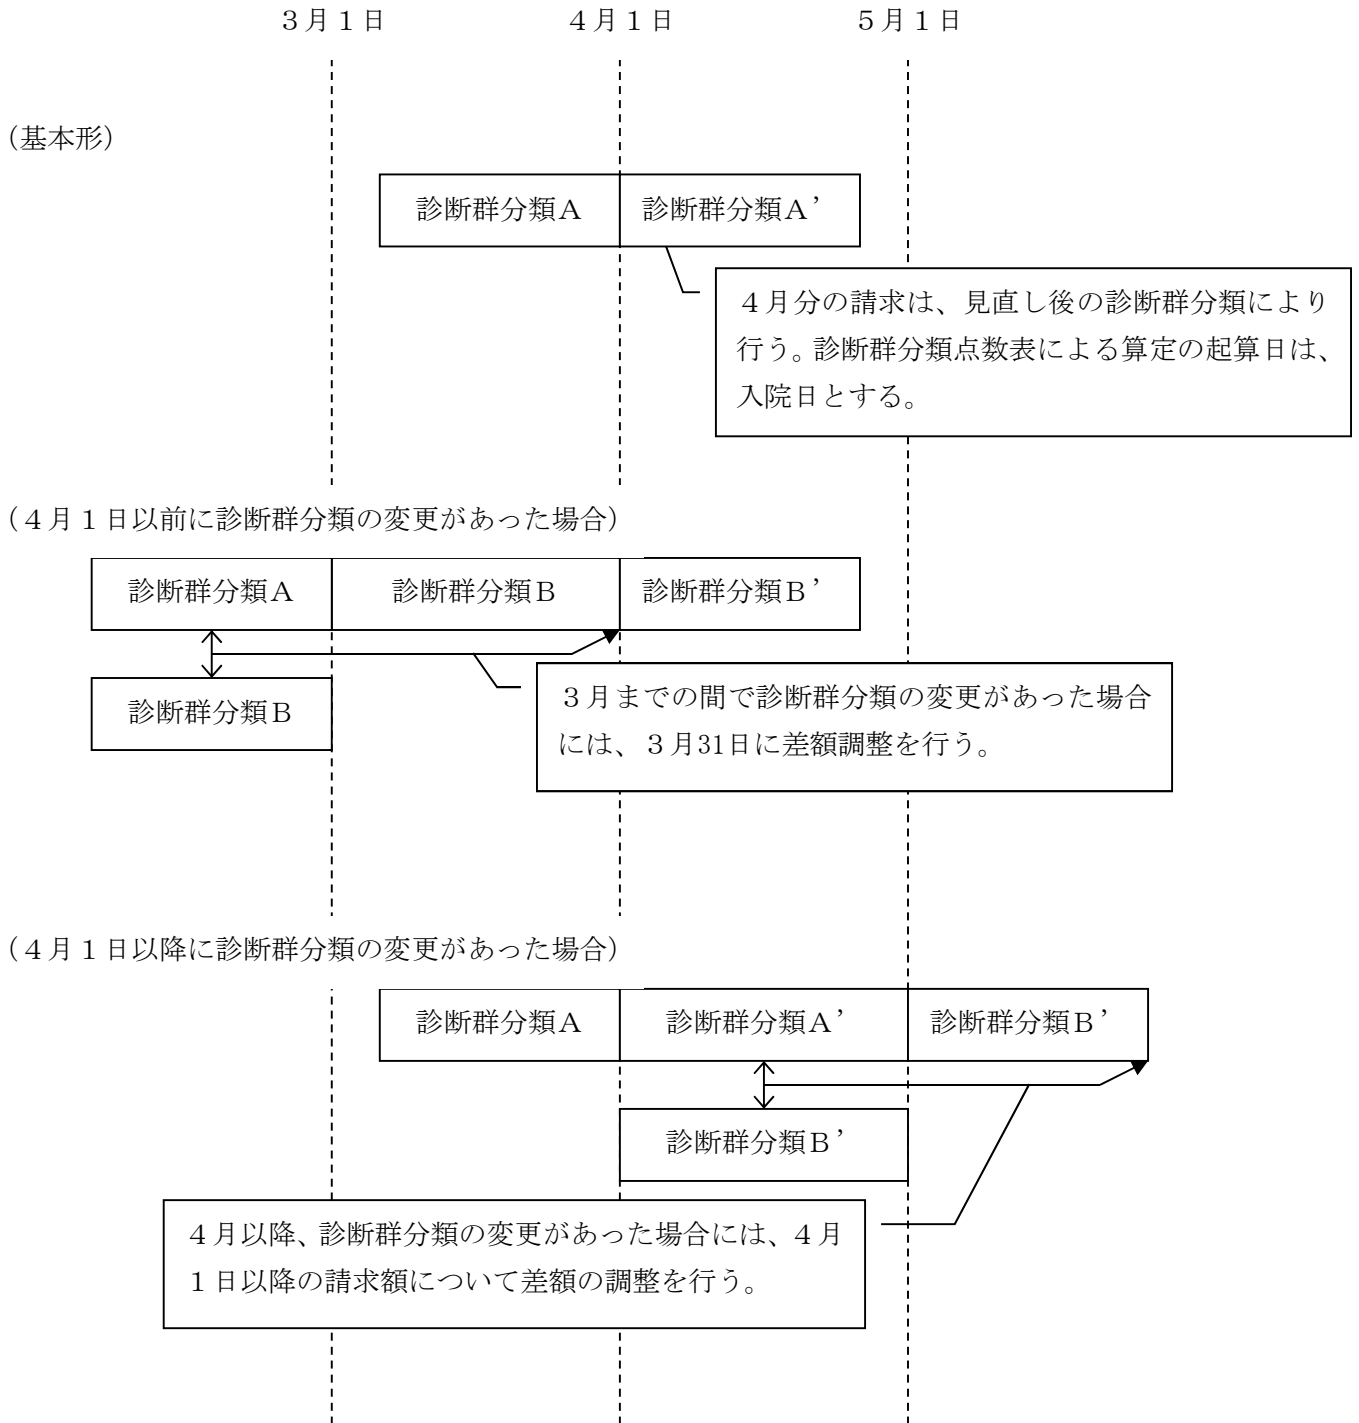 ３月１日 ４月１日 ５月１日
（基本形）
診断群分類Ａ 診断群分類Ａ’
４月分の請求は、見直し後の診断群分類により
行う。診断群分類点数表による算定の起算日は、
入院日とする。
（４月１日以前に診断群分類の変更があった場合）
診断群分類Ａ 診断群分類Ｂ 診断群分類Ｂ’
診断群分類Ｂ
３月までの間で診断群分類の変更があった場合
には、３月31日に差額調整を行う。
（４月１日以降に診断群分類の変更があった場合）
診断群分類Ａ 診断群分類Ａ’ 診断群分類Ｂ’
診断群分類Ｂ’
４月以降、診断群分類の変更があった場合には、４月
１日以降の請求額について差額の調整を行う。